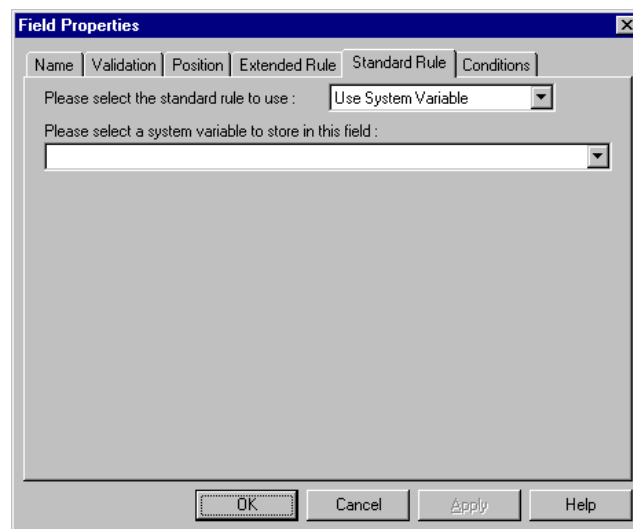 Field Properties
Name Validation Position Extended Rule Standard Rule Conditions
Please select the standard rule to use : Use System Variable
Please select a system variable to store in this field :
OK Cancel Apply Help